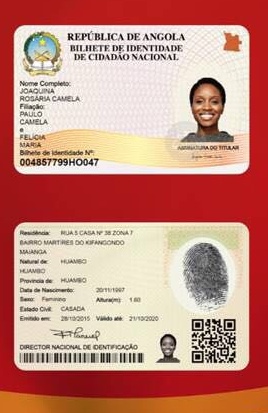 REPÚBLICA DE ANGOLA
BILHETE DE IDENTIDADE
DE CIDADÃO NACIONAL
Nome Completo:
JOAQUINA
ROSÁRIA CAMELA
Filiação:
PAULO
CAMELA
e
FELÍCIA
MARIA
Bilhete de Identidade Nº:
004857799HO047
ASSINATURA DO TITULAR
Residência: RUA S CASA Nº 38 ZONA 7
BAIRRO MARTIRES DO KIFANGONDO
MAIANGA
Natural de: HUAMBO
HUAMBO
Província de: HUAMBO
Data de Nascimento: 20/11/1997
Sexo: Feminino Altura(m): 1.60
Estado Civil: CASADA
Emitido em: 28/10/2015 Válido até: 21/10/2020
DIRECTOR NACIONAL DE IDENTIFICAÇÃO